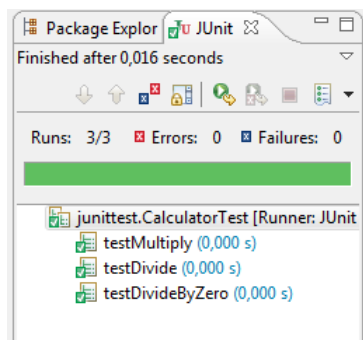 Package Explor JUnit
Finished after 0,016 seconds
Runs: 3/3 Errors: 0 Failures: 0
junittest.CalculatorTest [Runner: JUnit
testMultiply (0,000 s)
testDivide (0,000 s)
testDivideByZero (0,000 s)